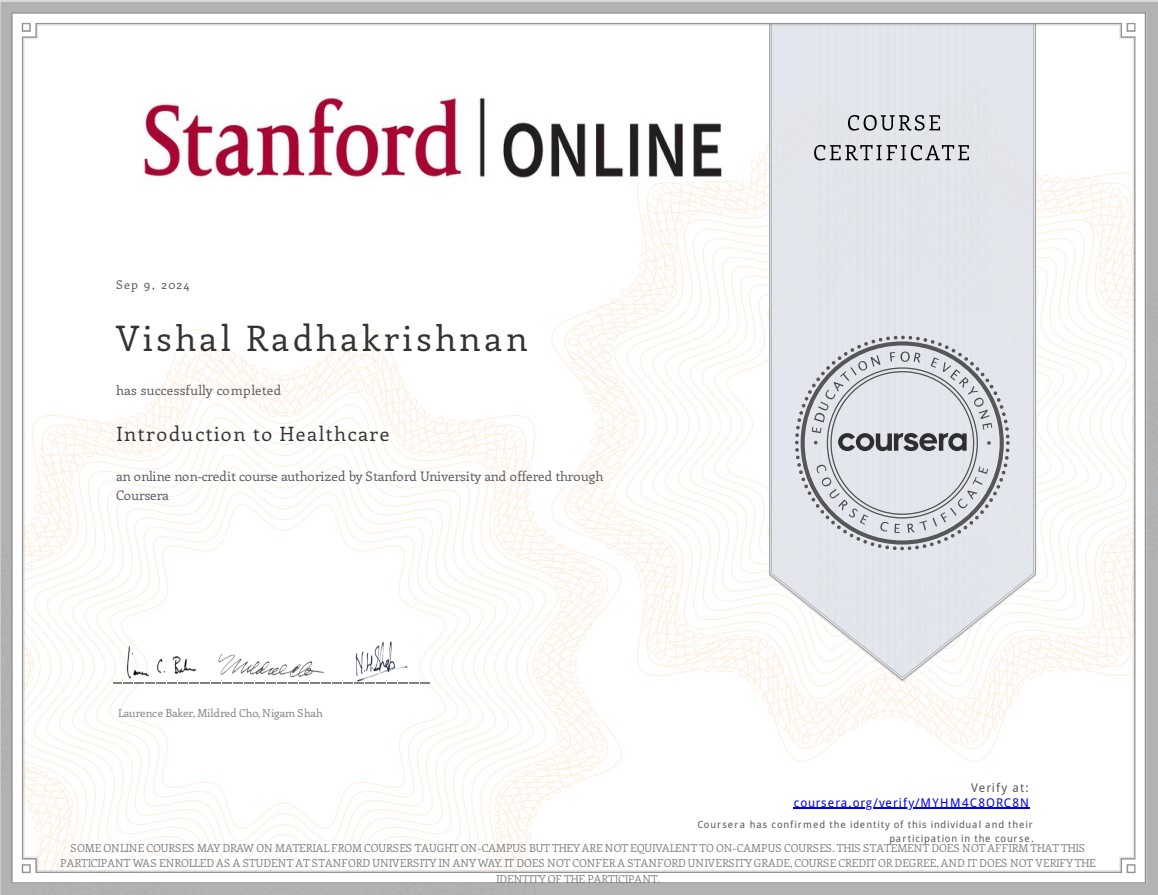 Stanford | ONLINE
COURSE
CERTIFICATE
Sep 9, 2024
Vishal Radhakrishnan
has successfully completed
Introduction to Healthcare
an online non-credit course authorized by Stanford University and offered through
Coursera
EDUCATION FOR EVERYONE
coursera
COURSE CERTIFICATE
Laurence Baker, Mildred Cho, Nigam Shah
Verify at:
coursera.org/verify/MYHM4C8ORC8N
Coursera has confirmed the identity of this individual and their
participation in the course.
SOME ONLINE COURSES MAY DRAW ON MATERIAL FROM COURSES TAUGHT ON-CAMPUS BUT THEY ARE NOT EQUIVALENT TO ON-CAMPUS COURSES. THIS STATEMENT DOES NOT AFFIRM THAT THIS
PARTICIPANT WAS ENROLLED AS A STUDENT AT STANFORD UNIVERSITY IN ANY WAY. IT DOES NOT CONFER A STANFORD UNIVERSITY GRADE, COURSE CREDIT OR DEGREE, AND IT DOES NOT VERIFY THE
IDENTITY OF THE PARTICIPANT.